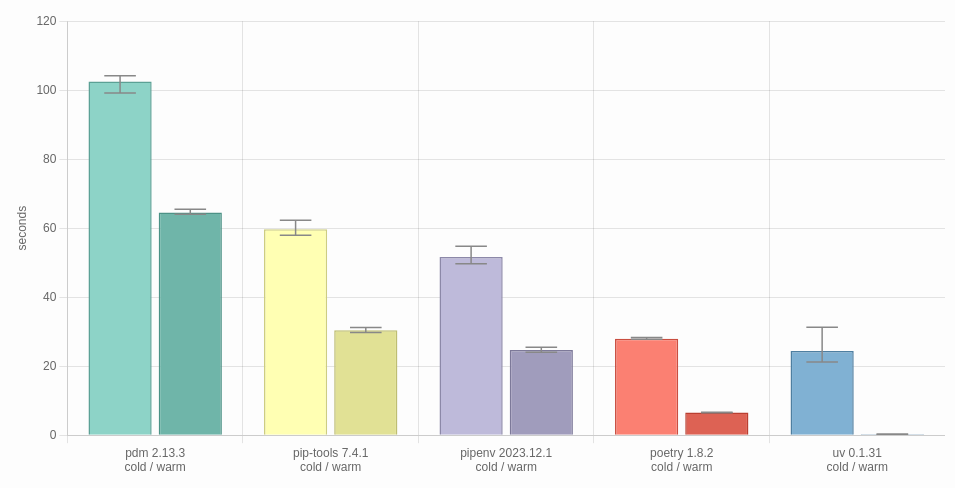 120
100
80
60
40
20
0
seconds
pdm 2.13.3
cold / warm
pip-tools 7.4.1
cold / warm
pipenv 2023.12.1
cold / warm
poetry 1.8.2
cold / warm
uv 0.1.31
cold / warm